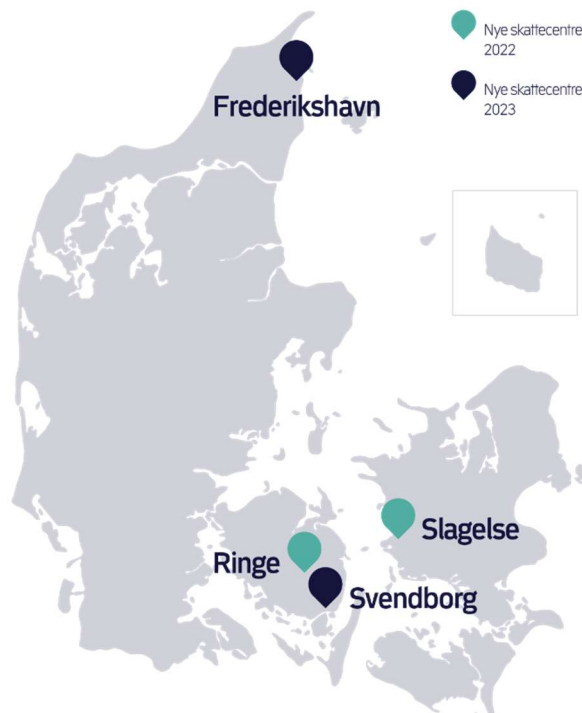 Nye skattecentre
2022
Nye skattecentre
2023
Frederikshavn
Slagelse
Ringe
Svendborg